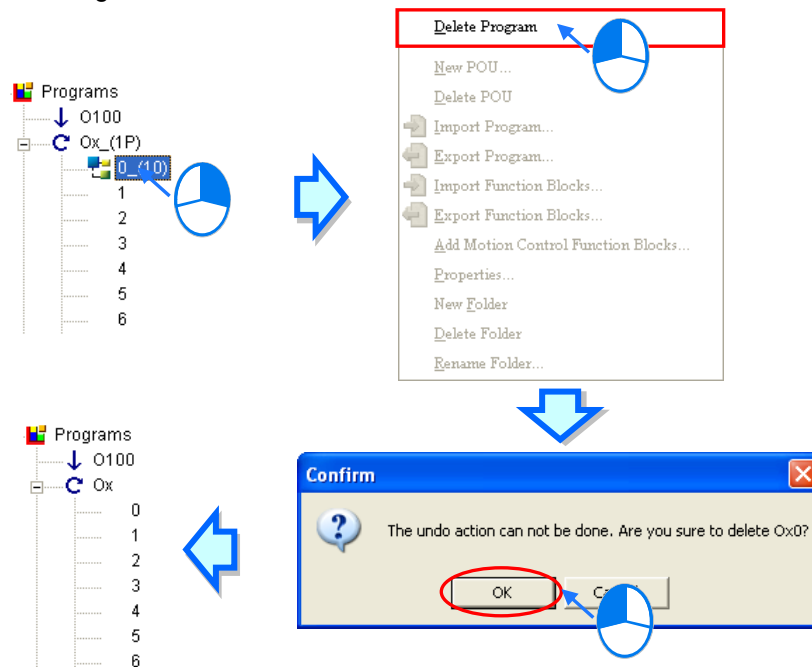 Programs
O100
Ox_(1P)
0_(10)
1
2
3
4
5
6
Delete Program
New POU...
Delete POU
Import Program...
Export Program...
Import Function Blocks...
Export Function Blocks...
Add Motion Control Function Blocks...
Properties...
New Folder
Delete Folder
Rename Folder...
Programs
O100
Ox
0
1
2
3
4
5
6
Confirm
The undo action can not be done. Are you sure to delete Ox0?
OK